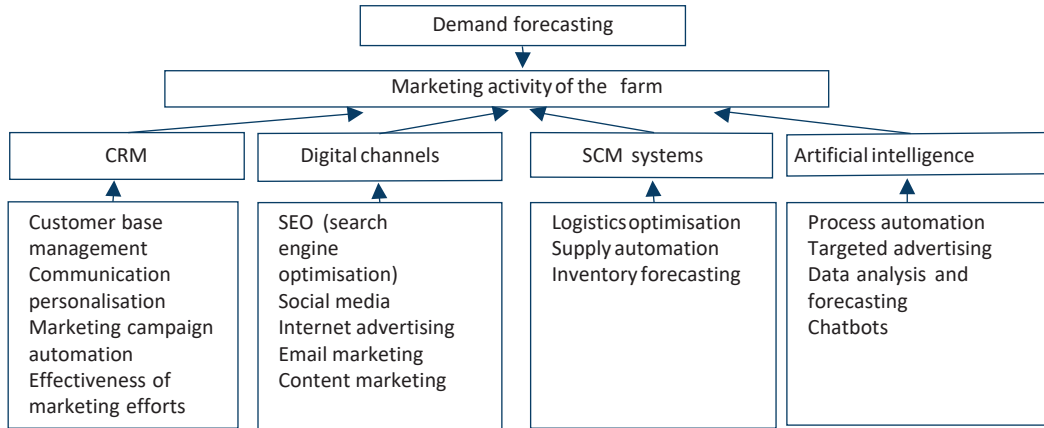 Demand forecasting
Marketing activity of the farm
CRM
Digital channels
SCM systems
Artificial intelligence
Customer base
management
Communication
personalisation
Marketing campaign
automation
Effectiveness of
marketing efforts
SEO (search
engine
optimisation)
Social media
Internet advertising
Email marketing
Content marketing
Logistics optimisation
Supply automation
Inventory forecasting
Process automation
Targeted advertising
Data analysis and
forecasting
Chatbots